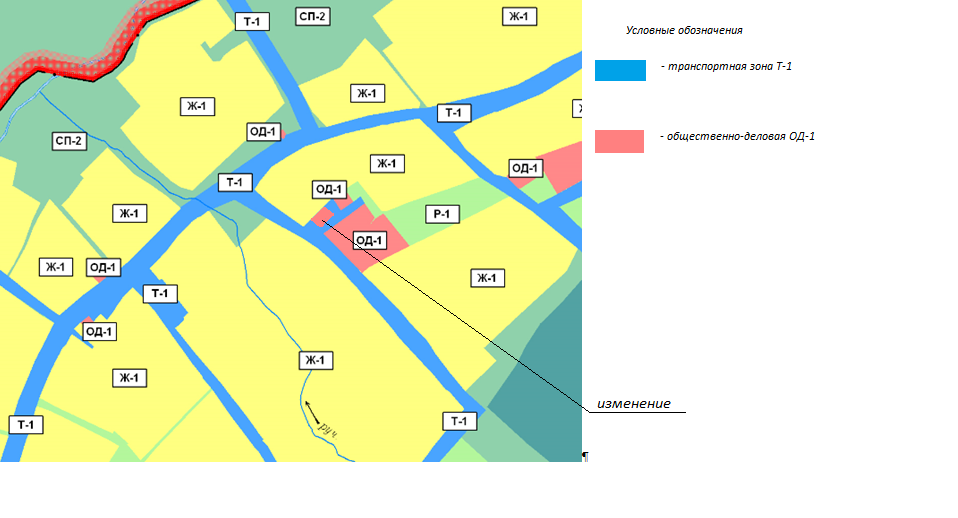 Т-1
СП-2
Ж-1
Условные обозначения
- транспортная зона Т-1
Ж-1
Ж-1
Т-1
ОД-1
- общественно-деловая ОД-1
СП-2
Ж-1
ОД-1
Т-1
ОД-1
Ж-1
Р-1
ОД-1
Ж-1
ОД-1
Ж-1
Т-1
ОД-1
Ж-1
Ж-1
изменение
Т-1
Т-1
руч
¶